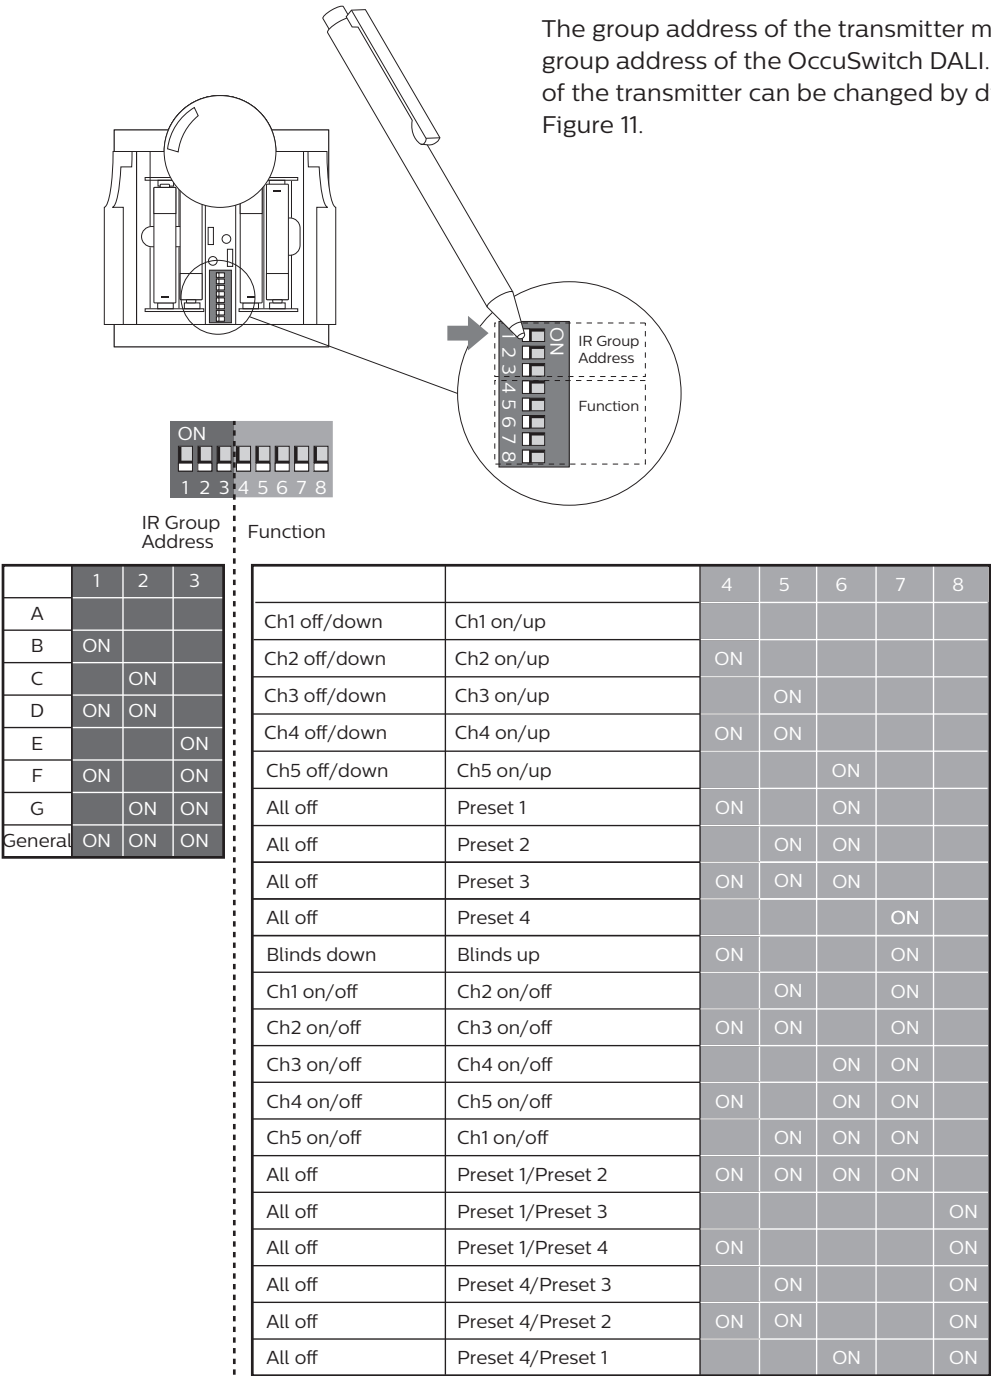 The group address of the transmitter m
group address of the OccuSwitch DALI.
of the transmitter can be changed by d
Figure 11.
1 2 3 4 5 6 7 8
ON
IR Group
Address
Function
ON
1 2 3 4 5 6 7 8
IR Group
Address
Function
1 2 3
A
B ON
C ON
D ON ON
E ON
F ON ON
G ON ON
General ON ON ON
4 5 6 7 8
Ch1 off/down Ch1 on/up
Ch2 off/down Ch2 on/up ON
Ch3 off/down Ch3 on/up ON
Ch4 off/down Ch4 on/up ON ON
Ch5 off/down Ch5 on/up ON
All off Preset 1 ON ON
All off Preset 2 ON ON
All off Preset 3 ON ON ON
All off Preset 4 ON
Blinds down Blinds up ON ON
Ch1 on/off Ch2 on/off ON ON
Ch2 on/off Ch3 on/off ON ON ON
Ch3 on/off Ch4 on/off ON ON
Ch4 on/off Ch5 on/off ON ON ON
Ch5 on/off Ch1 on/off ON ON ON
All off Preset 1/Preset 2 ON ON ON ON
All off Preset 1/Preset 3 ON
All off Preset 1/Preset 4 ON ON
All off Preset 4/Preset 3 ON ON
All off Preset 4/Preset 2 ON ON ON
All off Preset 4/Preset 1 ON ON